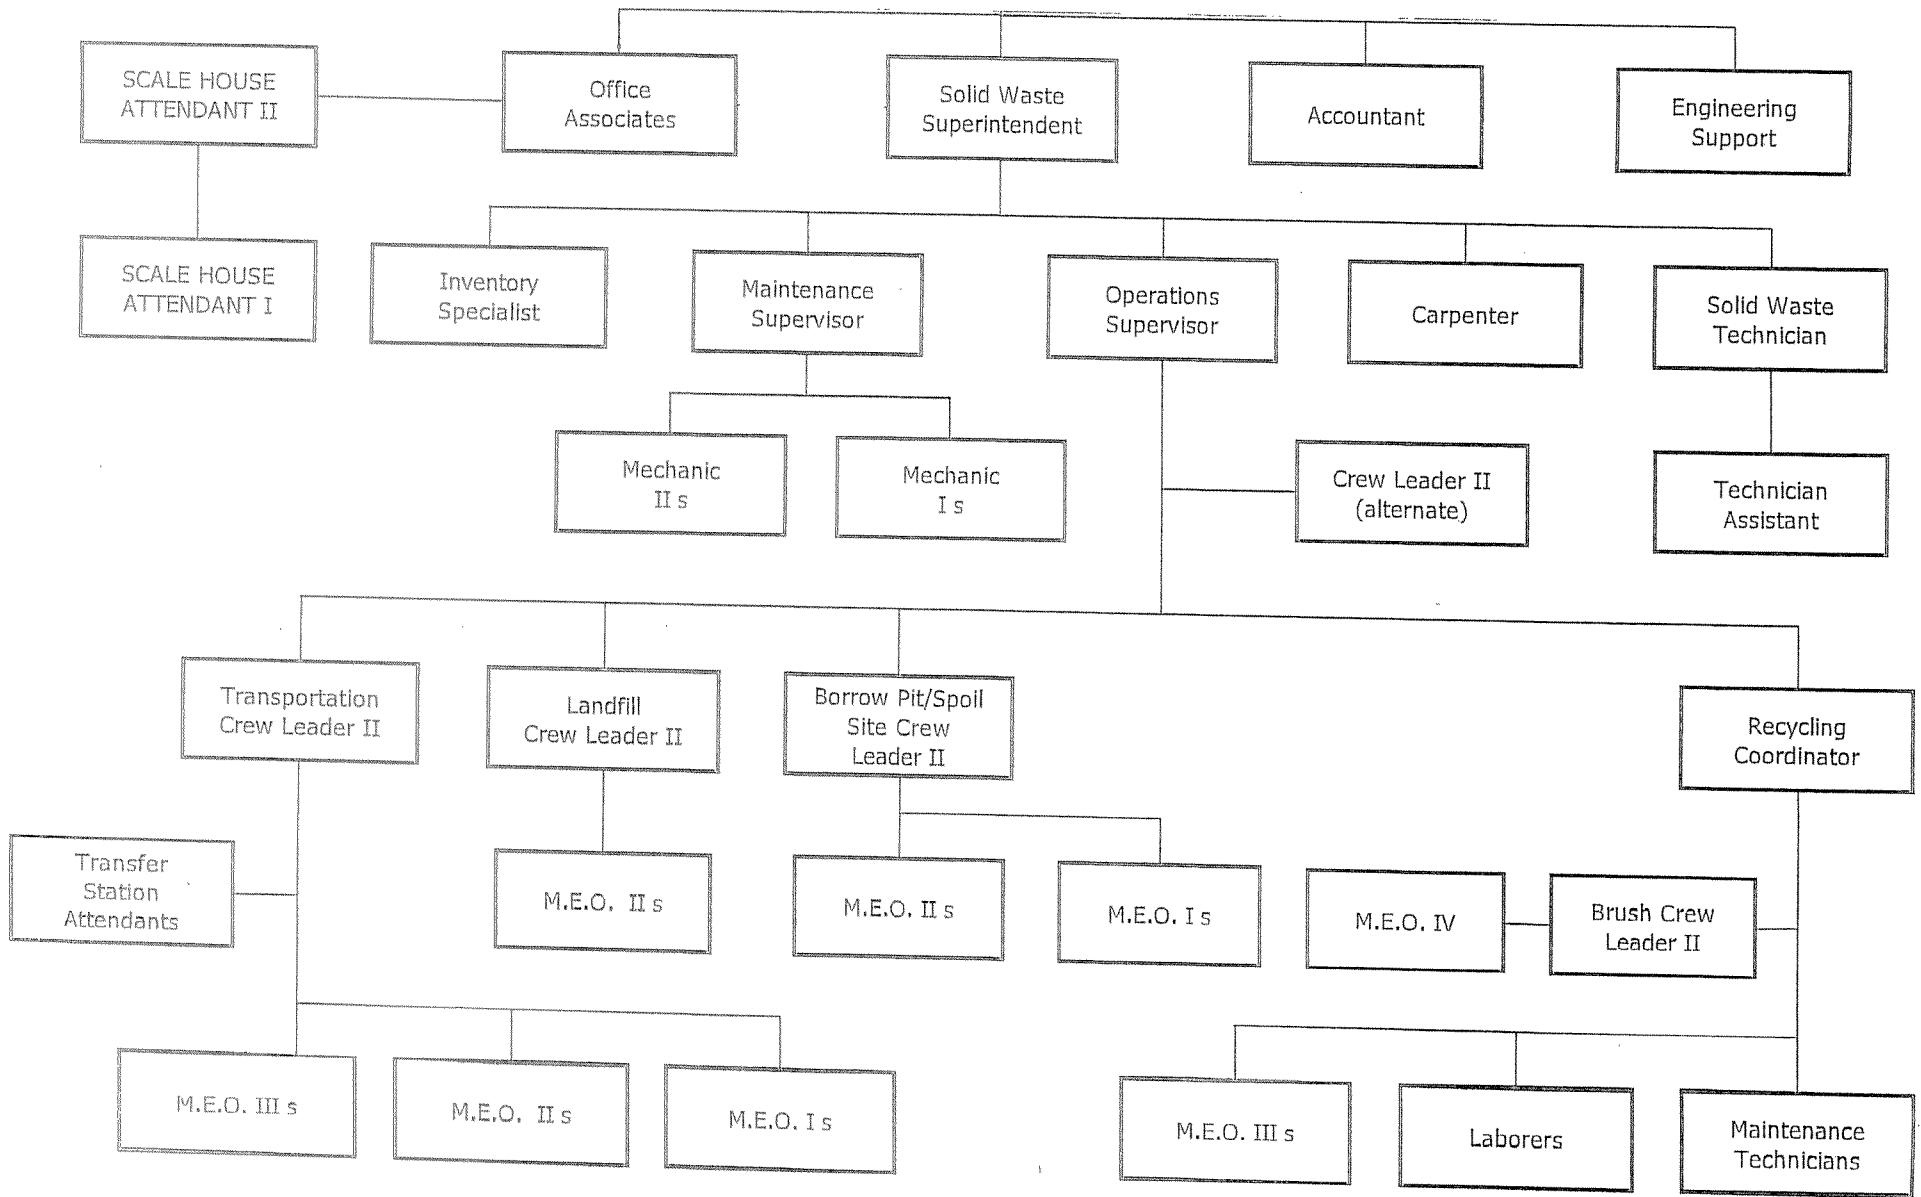 SCALE HOUSE
ATTENDANT II
Office
Associates
Solid Waste
Superintendent
Accountant
Engineering
Support
SCALE HOUSE
ATTENDANT I
Inventory
Specialist
Maintenance
Supervisor
Operations
Supervisor
Carpenter
Solid Waste
Technician
Mechanic
II s
Mechanic
I s
Crew Leader II
(alternate)
Technician
Assistant
Transportation
Crew Leader II
Landfill
Crew Leader II
Borrow Pit/Spoil
Site Crew
Leader II
Recycling
Coordinator
Transfer
Station
Attendants
M.E.O. II s
M.E.O. II s
M.E.O. I s
M.E.O. IV
Brush Crew
Leader II
M.E.O. III s
M.E.O. II s
M.E.O. I s
M.E.O. III s
Laborers
Maintenance
Technicians